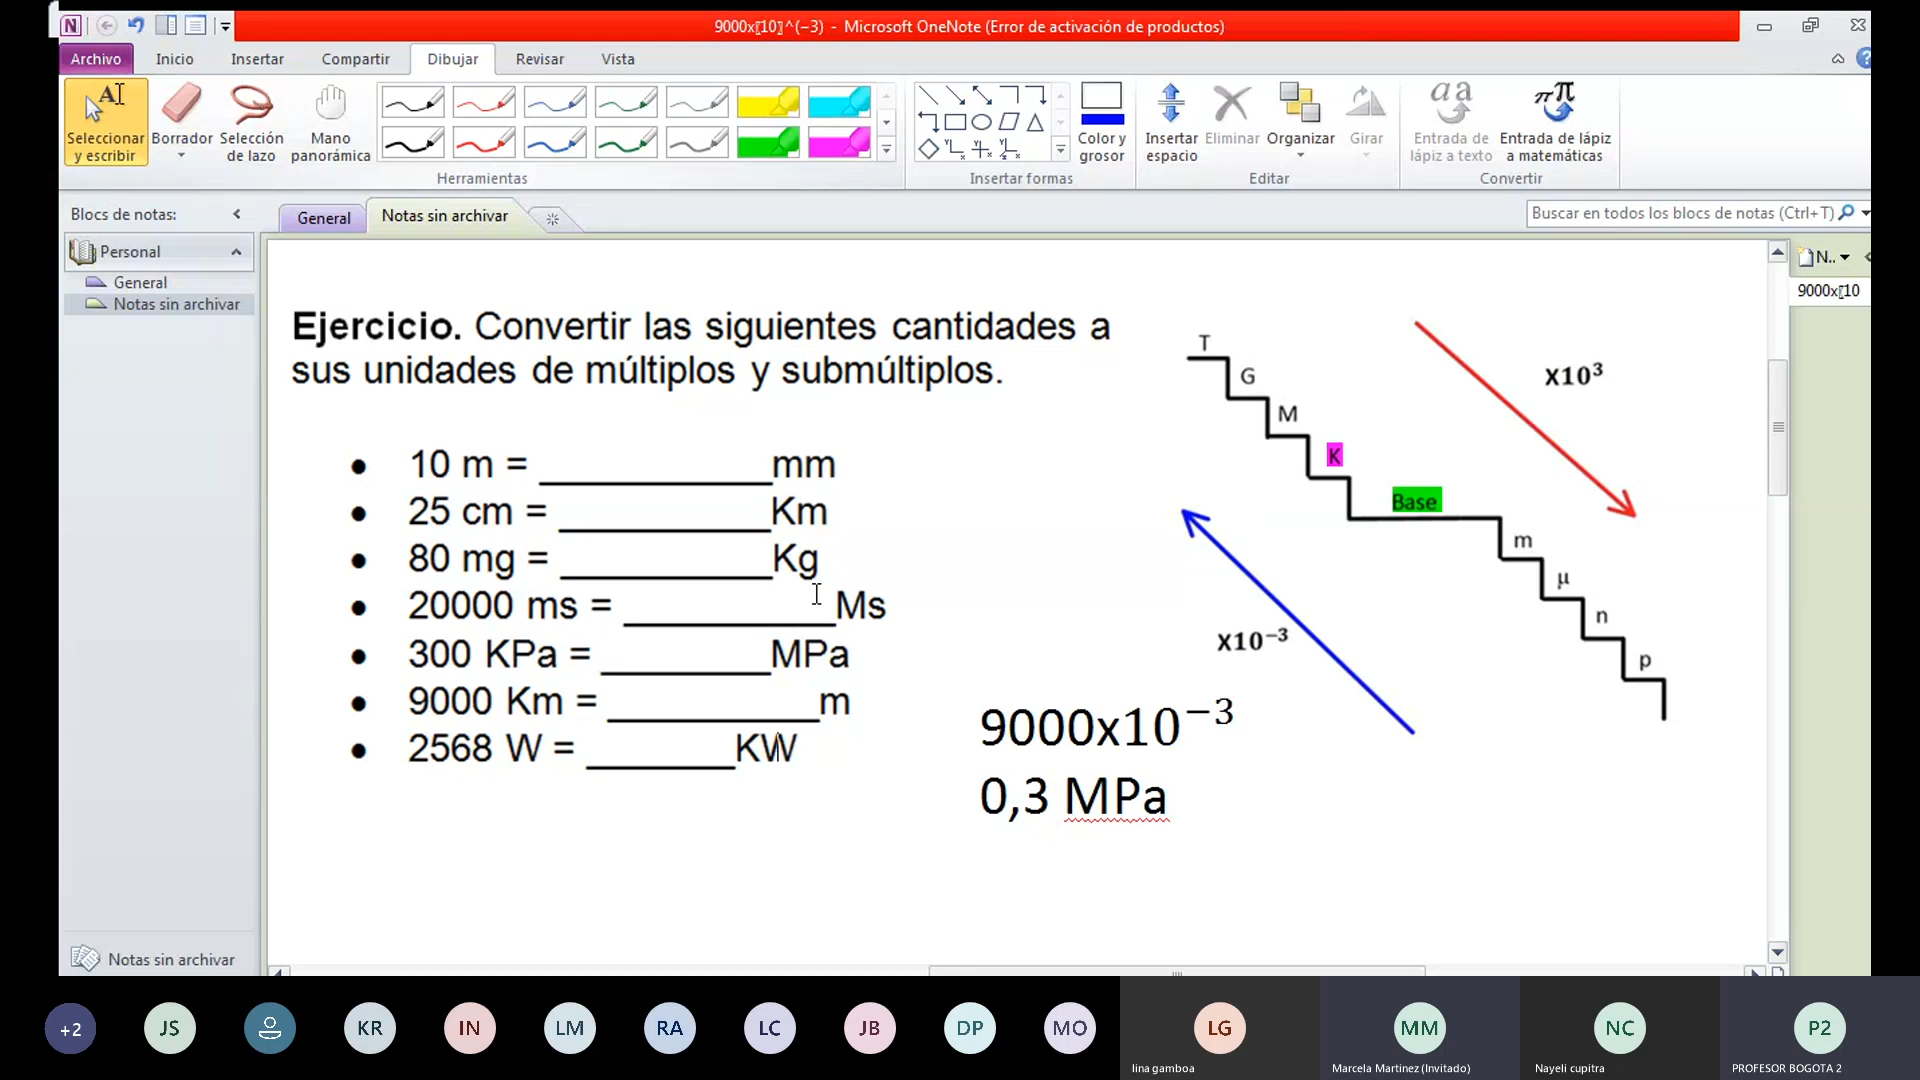 9000x〖10〗^(−3) - Microsoft OneNote (Error de activación de productos)
Archivo Inicio Insertar Compartir Dibujar Revisar Vista
Seleccionar y escribir
Borrador
Selección de lazo
Mano panorámica
Color y grosor
Insertar espacio
Eliminar
Organizar
Girar
Entrada de lápiz a texto
Entrada de lápiz a matemáticas
Herramientas
Insertar formas
Editar
Convertir
Blocs de notas:
General
Notas sin archivar
Buscar en todos los blocs de notas (Ctrl+T)
Personal
General
Notas sin archivar
N..
9000x〖10
Ejercicio. Convertir las siguientes cantidades a
sus unidades de múltiplos y submúltiplos.
• 10 m = ___________mm
• 25 cm = __________Km
• 80 mg = __________Kg
• 20000 ms = __________Ms
• 300 KPa = ________MPa
• 9000 Km = __________m
• 2568 W = _______KW
T
G
M
K
Base
m
µ
n
p
X10³
X10⁻³
9000x10⁻³
0,3 MPa
Notas sin archivar
+2
JS
KR
IN
LM
RA
LC
JB
DP
MO
LG
MM
NC
P2
lina gamboa
Marcela Martinez (Invitado)
Nayeli cupitra
PROFESOR BOGOTA 2